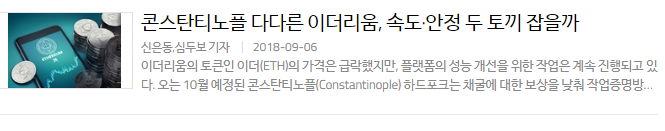 콘스탄티노플 다다른 이더리움, 속도·안정 두 토끼 잡을까
신은동,심두보 기자 | 2018-09-06
이더리움의 토큰인 이더(ETH)의 가격은 급락했지만, 플랫폼의 성능 개선을 위한 작업은 계속 진행되고 있
다. 오는 10월 예정된 콘스탄티노플(Constantinople) 하드포크는 채굴에 대한 보상을 낮춰 작업증명방...